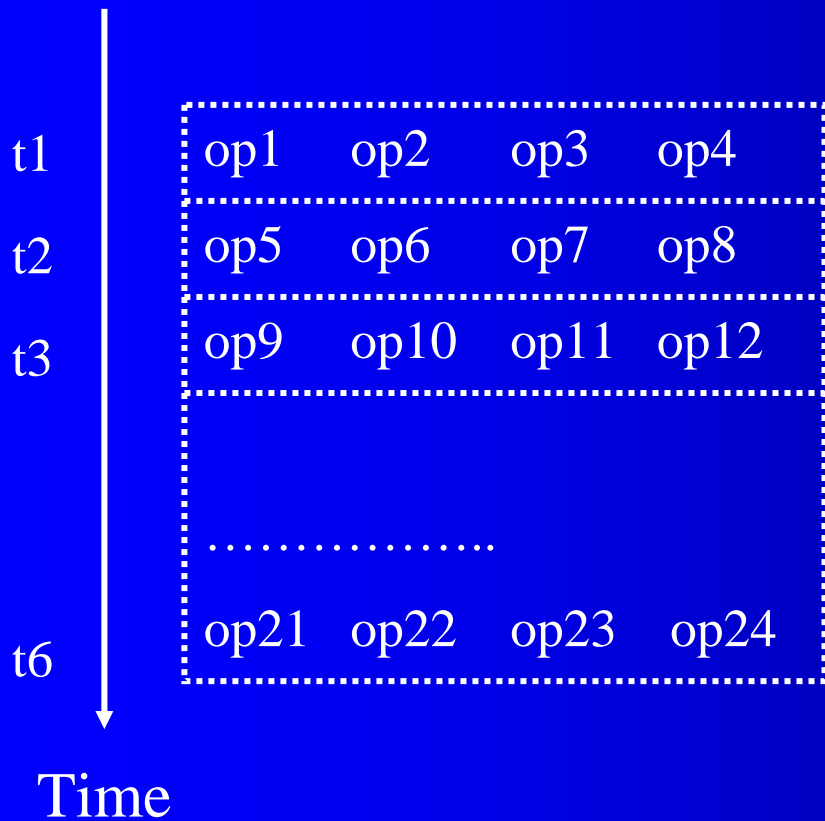 t1 op1 op2 op3 op4
t2 op5 op6 op7 op8
t3 op9 op10 op11 op12
……………..
t6 op21 op22 op23 op24
Time